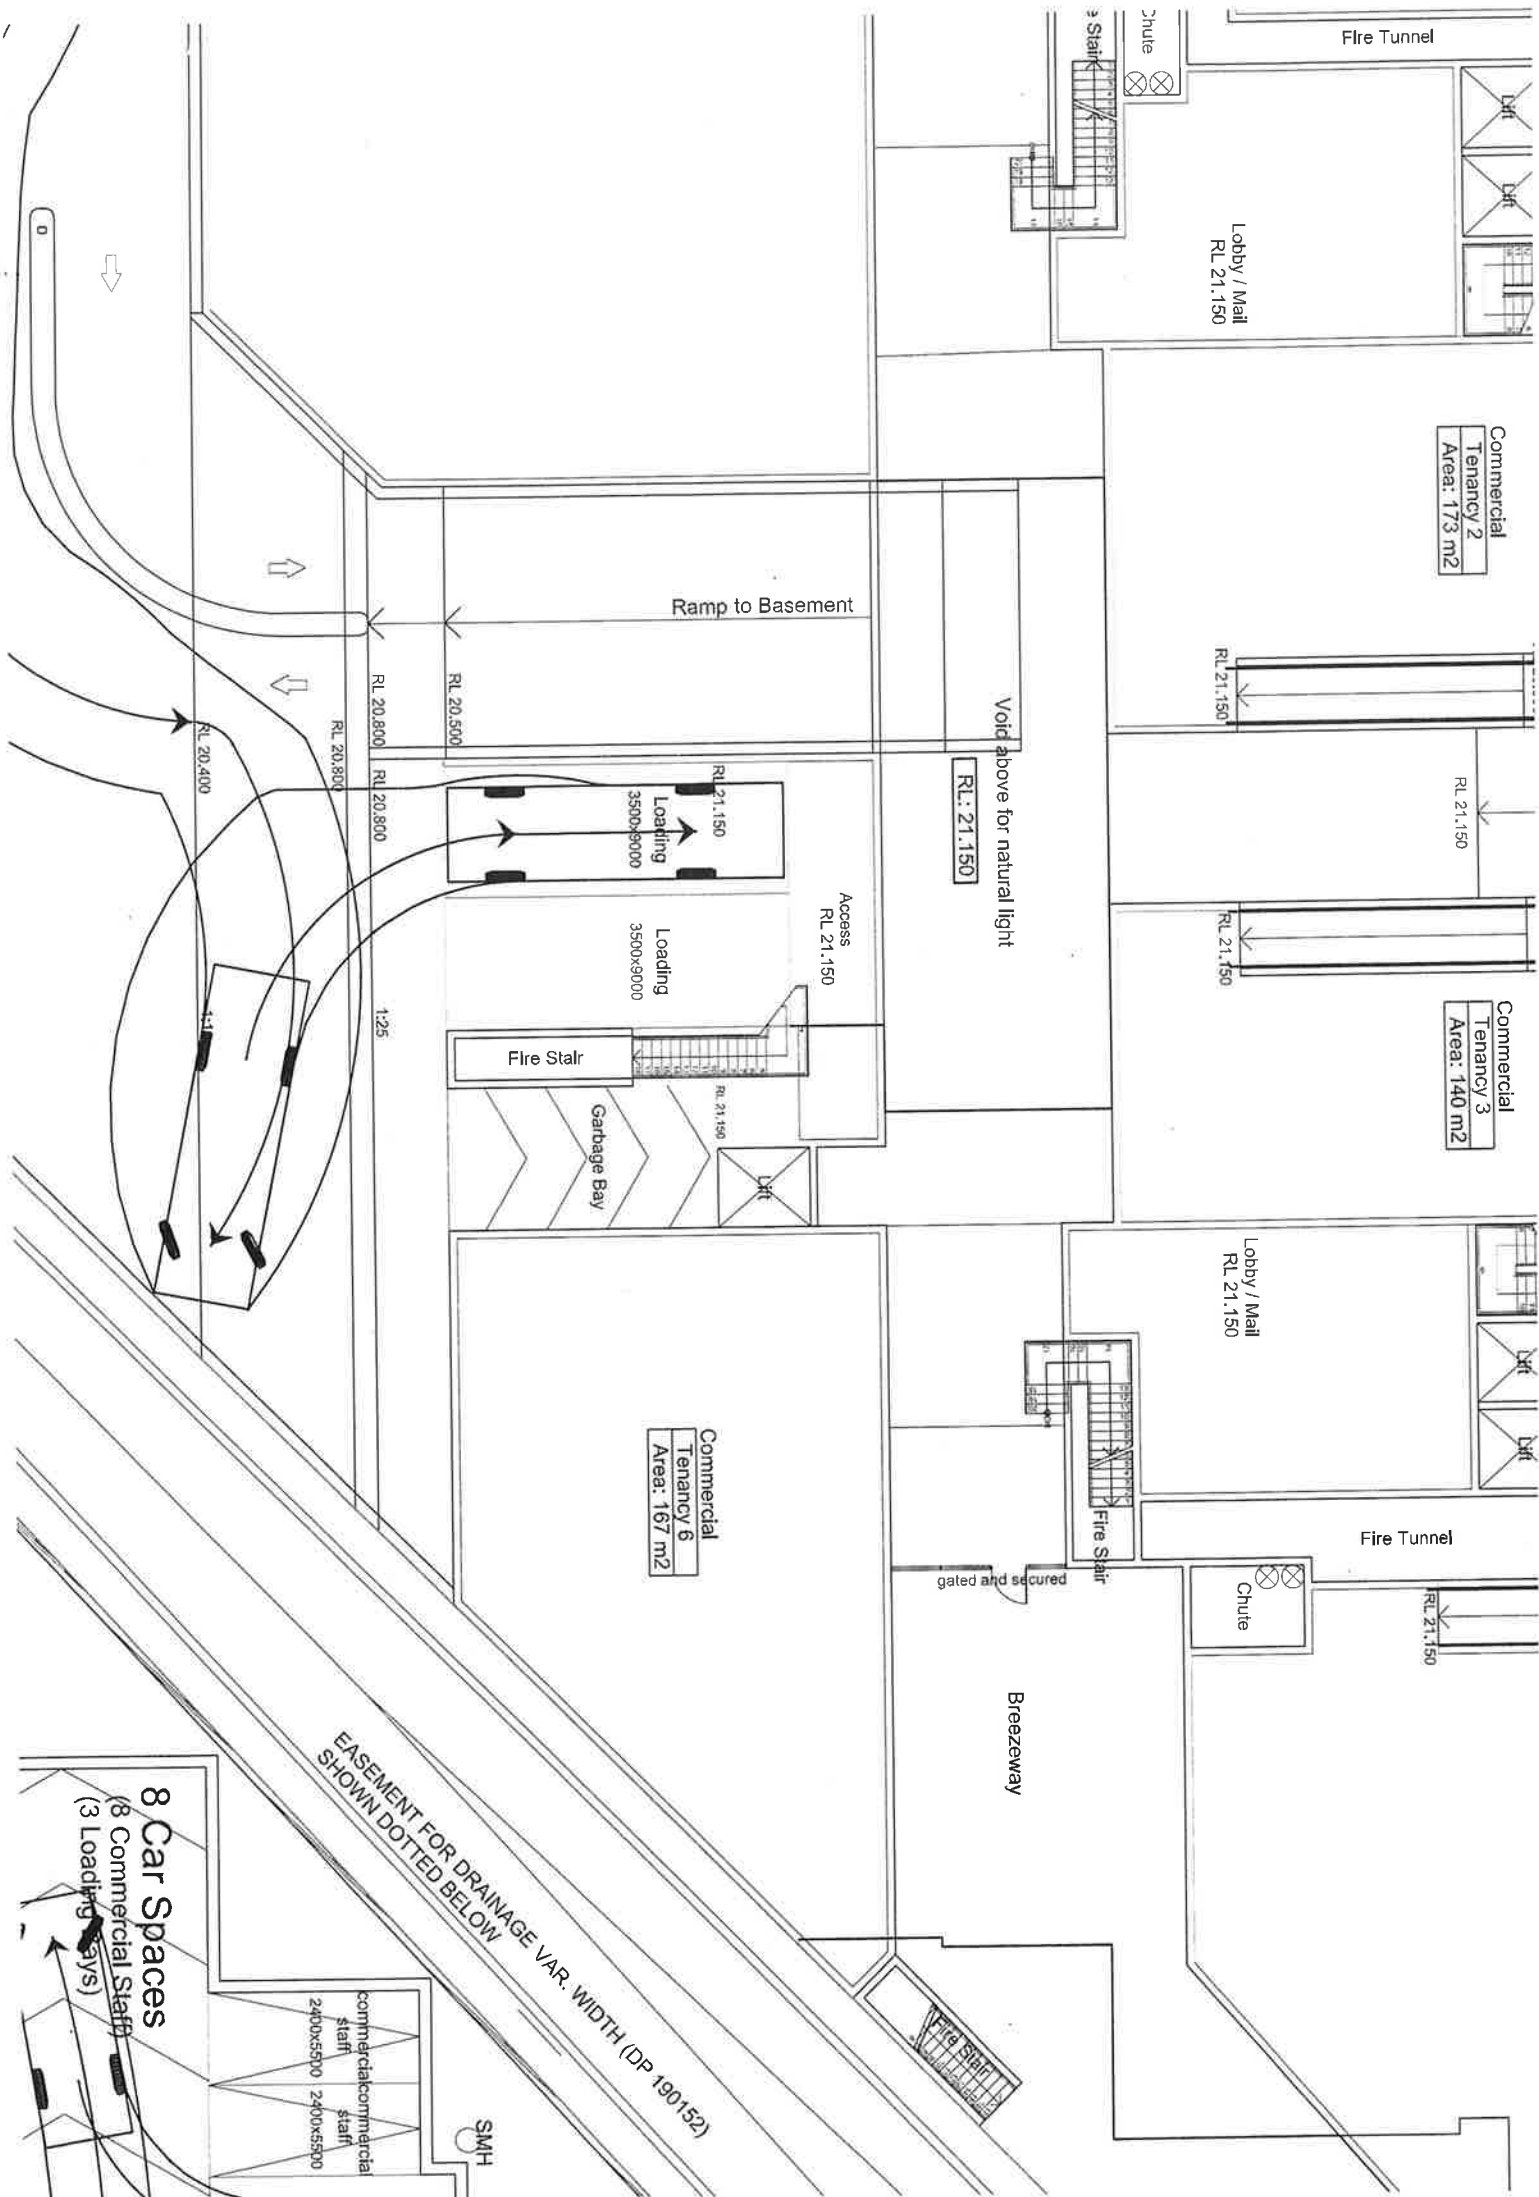 Fire Tunnel
Chute
e Stair
Lift
Lift
Lobby / Mail
RL 21.150
Commercial
Tenancy 2
Area: 173 m2
RL 21.150
RL 21.150
RL 21.150
Commercial
Tenancy 3
Area: 140 m2
Ramp to Basement
Void above for natural light
RL: 21.150
RL 20.500
RL 20.800
RL 20.800
RL 20.800
RL 20.400
RL 21.150
Loading
3500x9000
Loading
3500x9000
Access
RL 21.150
1:25
Fire Stair
RL 21.150
Garbage Bay
Lift
Lobby / Mail
RL 21.150
Lift
Lift
Commercial
Tenancy 6
Area: 167 m2
Fire Stair
Fire Tunnel
gated and secured
Chute
RL 21.150
Breezeway
EASEMENT FOR DRAINAGE VAR. WIDTH (DP 190152)
SHOWN DOTTED BELOW
Fire Stair
8 Car Spaces
(8 Commercial Staff)
(3 Loading Bays)
commercial
staff
2400x5500
commercial
staff
2400x5500
SMH